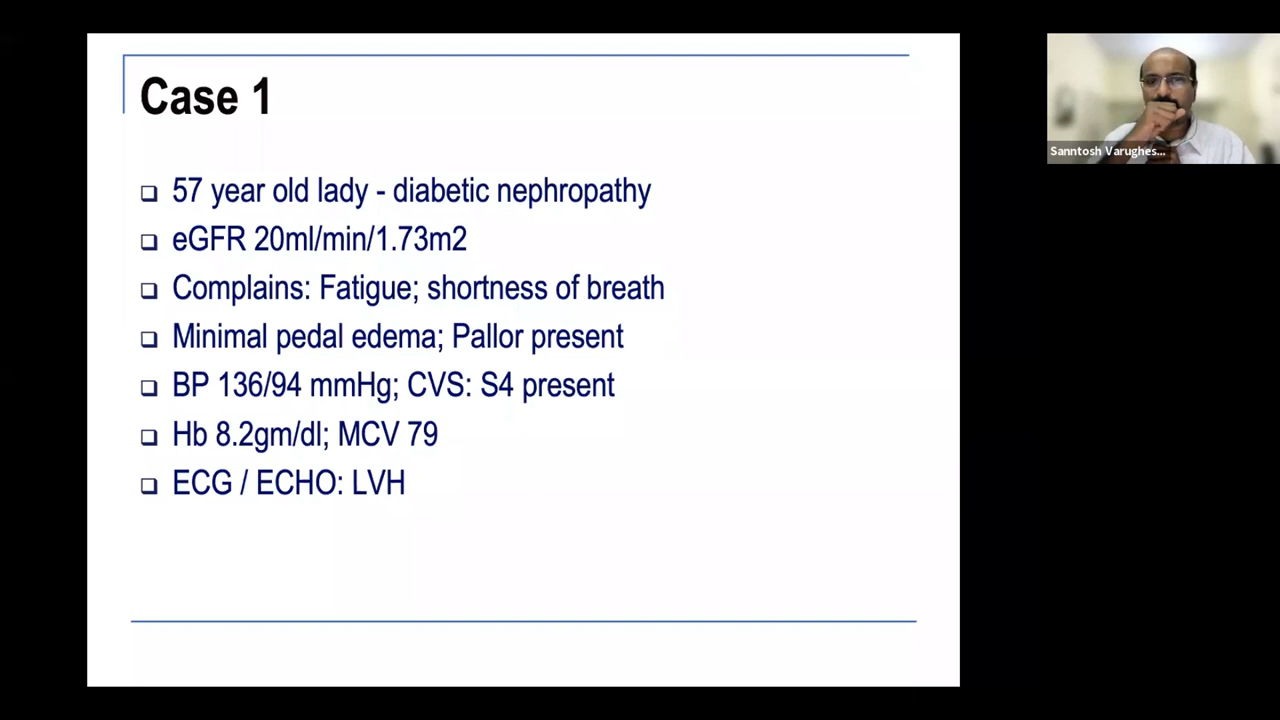 Case 1
57 year old lady - diabetic nephropathy
eGFR 20ml/min/1.73m2
Complains: Fatigue; shortness of breath
Minimal pedal edema; Pallor present
BP 136/94 mmHg; CVS: S4 present
Hb 8.2gm/dl; MCV 79
ECG / ECHO: LVH
Sanntosh Varughes...